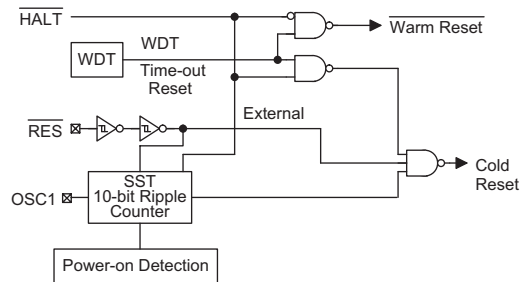 HALT
WDT
WDT
Time-out
Reset
Warm Reset
RES
External
Cold
Reset
OSC1
SST
10-bit Ripple
Counter
Power-on Detection